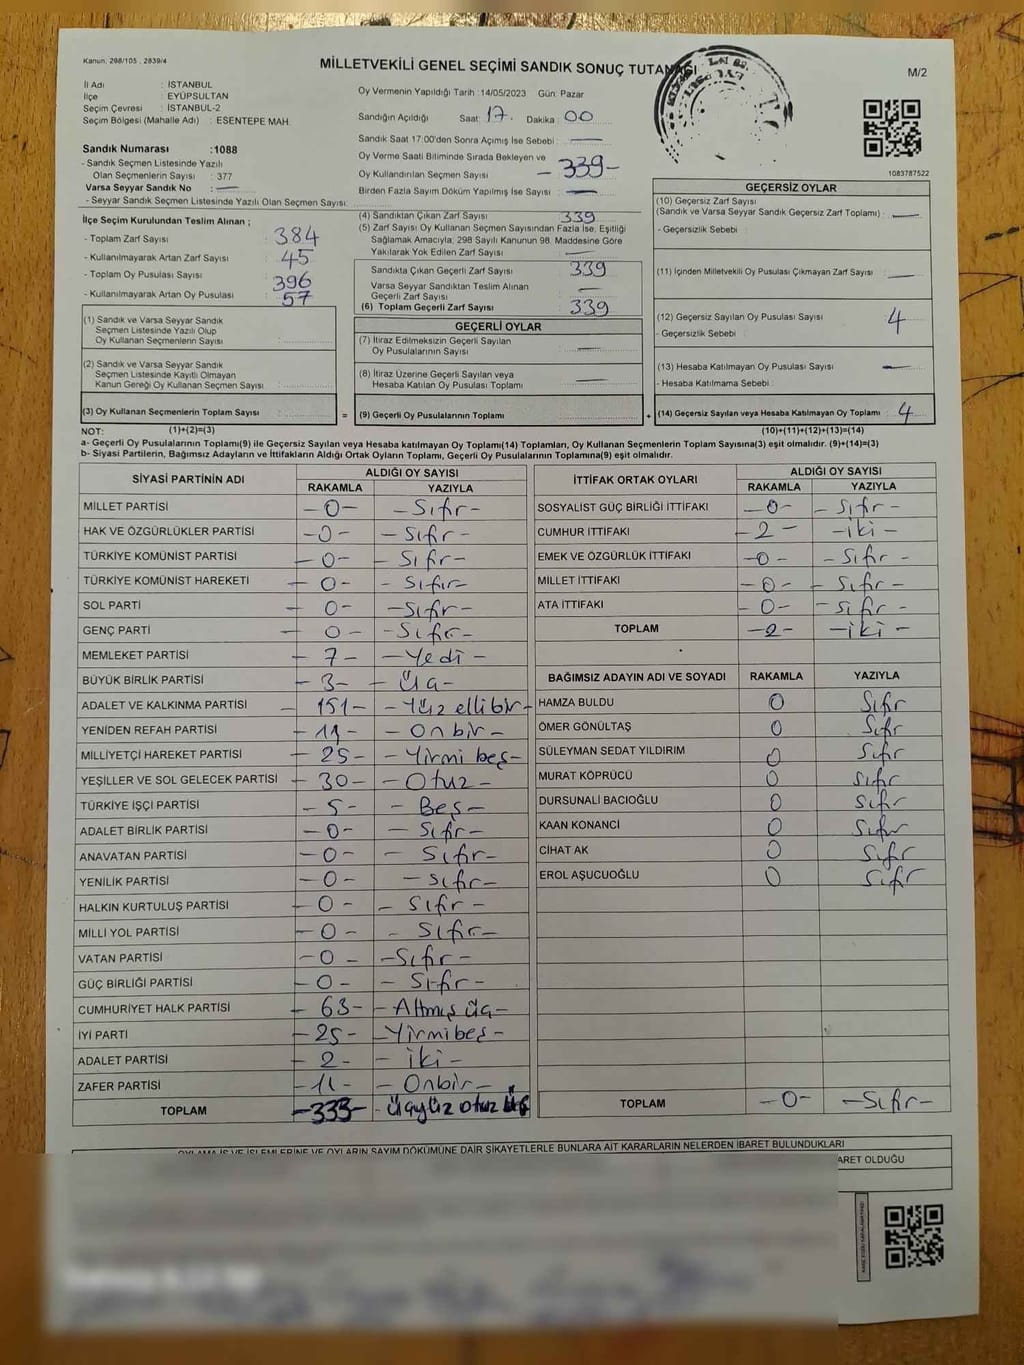 Kanun, 298/105 , 2839/4
MİLLETVEKİLİ GENEL SEÇİMİ SANDIK SONUÇ TUTANAĞI
M/2
İl Adı : İSTANBUL
İlçe : EYÜPSULTAN
Seçim Çevresi : İSTANBUL-2
Seçim Bölgesi (Mahalle Adı) : ESENTEPE MAH.
Sandık Numarası :1088
- Sandık Seçmen Listesinde Yazılı
Olan Seçmenlerin Sayısı : 377
Varsa Seyyar Sandık No : —
- Seyyar Sandık Seçmen Listesinde Yazılı Olan Seçmen Sayısı:
İlçe Seçim Kurulundan Teslim Alınan ;
- Toplam Zarf Sayısı : 384
- Kullanılmayarak Artan Zarf Sayısı : 45
- Toplam Oy Pusulası Sayısı : 396
- Kullanılmayarak Artan Oy Pusulası : 57
Oy Vermenin Yapıldığı Tarih :14/05/2023 Gün: Pazar
Sandığın Açıldığı Saat: 17. Dakika : 00
Sandık Saat 17:00'den Sonra Açımış İse Sebebi : —
Oy Verme Saati Bitiminde Sırada Bekleyen ve
Oy Kullandırılan Seçmen Sayısı : – 339 –
Birden Fazla Sayım Döküm Yapılmış İse Sayısı : —
(4) Sandıktan Çıkan Zarf Sayısı : 339
(5) Zarf Sayısı Oy Kullanan Seçmen Sayısından Fazla İse, Eşitliği
Sağlamak Amacıyla, 298 Sayılı Kanunun 98. Maddesine Göre
Yakılarak Yok Edilen Zarf Sayısı : —
Sandıkta Çıkan Geçerli Zarf Sayısı : 339
Varsa Seyyar Sandıktan Teslim Alınan
Geçerli Zarf Sayısı : —
(6) Toplam Geçerli Zarf Sayısı : 339
1083787522
GEÇERSİZ OYLAR
(10) Geçersiz Zarf Sayısı
(Sandık ve Varsa Seyyar Sandık Geçersiz Zarf Toplamı) : —
- Geçersizlik Sebebi :
(11) İçinden Milletvekili Oy Pusulası Çıkmayan Zarf Sayısı : —
(12) Geçersiz Sayılan Oy Pusulası Sayısı : 4
- Geçersizlik Sebebi :
(13) Hesaba Katılmayan Oy Pusulası Sayısı : —
- Hesaba Katılmama Sebebi :
(14) Geçersiz Sayılan veya Hesaba Katılmayan Oy Toplamı : 4
(10)+(11)+(12)+(13)=(14)
(1) Sandık ve Varsa Seyyar Sandık
Seçmen Listesinde Yazılı Olup
Oy Kullanan Seçmenlerin Sayısı :
(2) Sandık ve Varsa Seyyar Sandık
Seçmen Listesinde Kayıtlı Olmayan
Kanun Gereği Oy Kullanan Seçmen Sayısı :
(3) Oy Kullanan Seçmenlerin Toplam Sayısı :
=
GEÇERLİ OYLAR
(7) İtiraz Edilmeksizin Geçerli Sayılan
Oy Pusulalarının Sayısı : —
(8) İtiraz Üzerine Geçerli Sayılan veya
Hesaba Katılan Oy Pusulası Toplamı : —
(9) Geçerli Oy Pusulalarının Toplamı :
+
NOT: (1)+(2)=(3)
a- Geçerli Oy Pusulalarının Toplamı(9) ile Geçersiz Sayılan veya Hesaba katılmayan Oy Toplamı(14) Toplamları, Oy Kullanan Seçmenlerin Toplam Sayısına(3) eşit olmalıdır. (9)+(14)=(3)
b- Siyasi Partilerin, Bağımsız Adayların ve İttifakların Aldığı Ortak Oyların Toplamı, Geçerli Oy Pusulalarının Toplamına(9) eşit olmalıdır.
SİYASİ PARTİNİN ADI ALDIĞI OY SAYISI
RAKAMLA YAZIYLA
MİLLET PARTİSİ – 0 – – Sıfır –
HAK VE ÖZGÜRLÜKLER PARTİSİ – 0 – – Sıfır –
TÜRKİYE KOMÜNİST PARTİSİ – 0 – – Sıfır –
TÜRKİYE KOMÜNİST HAREKETİ – 0 – – Sıfır –
SOL PARTİ – 0 – – Sıfır –
GENÇ PARTİ – 0 – – Sıfır –
MEMLEKET PARTİSİ – 7 – – Yedi –
BÜYÜK BİRLİK PARTİSİ – 3 – – Üç –
ADALET VE KALKINMA PARTİSİ – 151 – – Yüz elli bir –
YENİDEN REFAH PARTİSİ – 11 – – On bir –
MİLLİYETÇİ HAREKET PARTİSİ – 25 – – Yirmi beş –
YEŞİLLER VE SOL GELECEK PARTİSİ – 30 – – Otuz –
TÜRKİYE İŞÇİ PARTİSİ – 5 – – Beş –
ADALET BİRLİK PARTİSİ – 0 – – Sıfır –
ANAVATAN PARTİSİ – 0 – – Sıfır –
YENİLİK PARTİSİ – 0 – – Sıfır –
HALKIN KURTULUŞ PARTİSİ – 0 – – Sıfır –
MİLLİ YOL PARTİSİ – 0 – – Sıfır –
VATAN PARTİSİ – 0 – – Sıfır –
GÜÇ BİRLİĞİ PARTİSİ – 0 – – Sıfır –
CUMHURİYET HALK PARTİSİ – 63 – – Altmış üç –
İYİ PARTİ – 25 – – Yirmibeş –
ADALET PARTİSİ – 2 – – iki –
ZAFER PARTİSİ – 11 – – Onbir –
TOPLAM – 333 – – Üçyüz otuz üç
İTTİFAK ORTAK OYLARI ALDIĞI OY SAYISI
RAKAMLA YAZIYLA
SOSYALİST GÜÇ BİRLİĞİ İTTİFAKI – 0 – – Sıfır –
CUMHUR İTTİFAKI – 2 – – iki –
EMEK VE ÖZGÜRLÜK İTTİFAKI – 0 – – Sıfır –
MİLLET İTTİFAKI – 0 – – Sıfır –
ATA İTTİFAKI – 0 – – Sıfır –
TOPLAM – 2 – – iki –
BAĞIMSIZ ADAYIN ADI VE SOYADI RAKAMLA YAZIYLA
HAMZA BULDU 0 Sıfır
ÖMER GÖNÜLTAŞ 0 Sıfır
SÜLEYMAN SEDAT YILDIRIM 0 Sıfır
MURAT KÖPRÜCÜ 0 Sıfır
DURSUNALİ BACIOĞLU 0 Sıfır
KAAN KONANCİ 0 Sıfır
CİHAT AK 0 Sıfır
EROL AŞUCUOĞLU 0 Sıfır
TOPLAM – 0 – – Sıfır –
OYLAMA İŞ VE İŞLEMLERİNE VE OYLARIN SAYIM DÖKÜMÜNE DAİR ŞİKAYETLERLE BUNLARA AİT KARARLARIN NELERDEN İBARET BULUNDUKLARI
ARET OLDUĞU